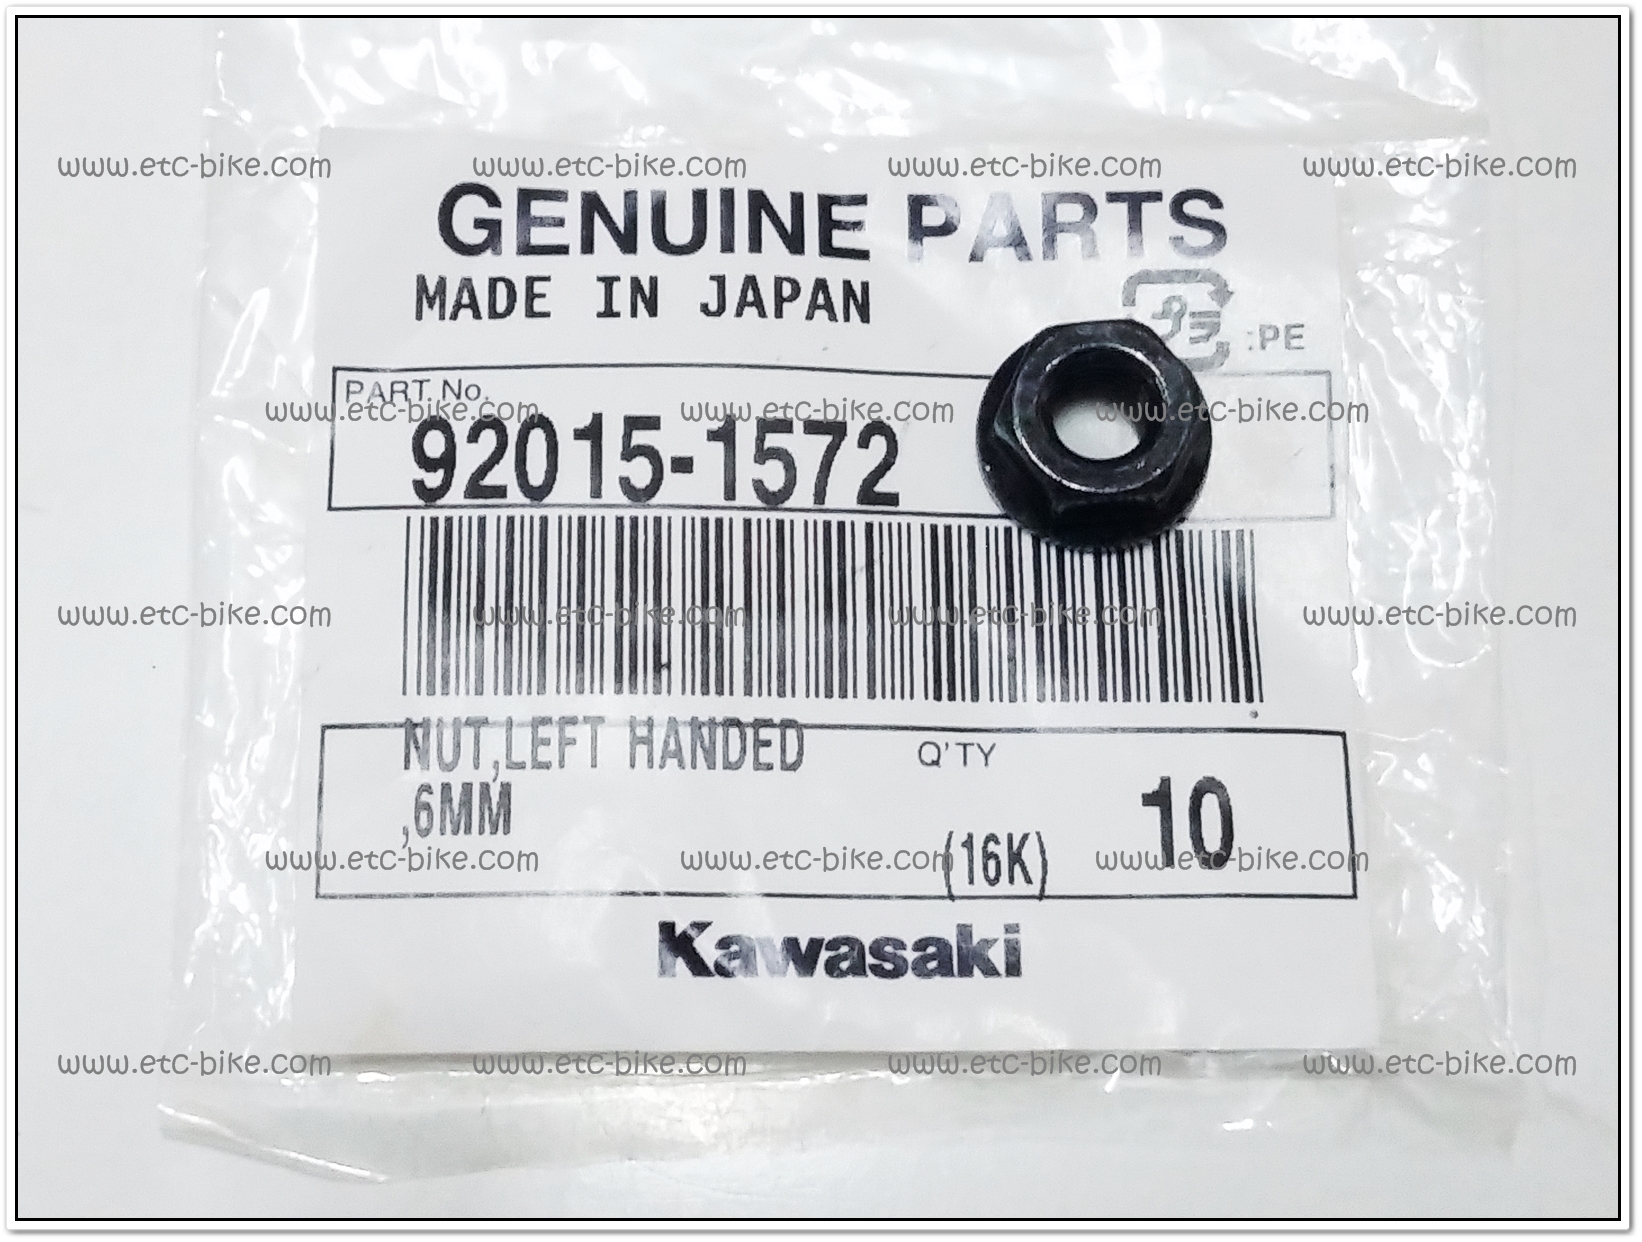 www.etc-bike.com www.etc-bike.com www.etc-bike.com www.etc-bike.com
GENUINE PARTS
MADE IN JAPAN
プラ :PE
PART No.
www.etc-bike.com www.etc-bike.com www.etc-bike.com
92015-1572
www.etc-bike.com www.etc-bike.com www.etc-bike.com www.etc-bike.com
NUT,LEFT HANDED Q'TY
,6MM
10
www.etc-bike.com www.etc-bike.com www.etc-bike.com
(16K)
Kawasaki
www.etc-bike.com www.etc-bike.com www.etc-bike.com www.etc-bike.com